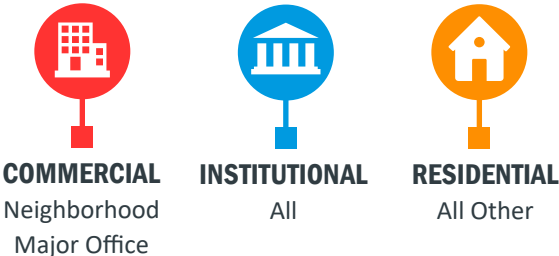 COMMERCIAL
Neighborhood
Major Office
INSTITUTIONAL
All
RESIDENTIAL
All Other